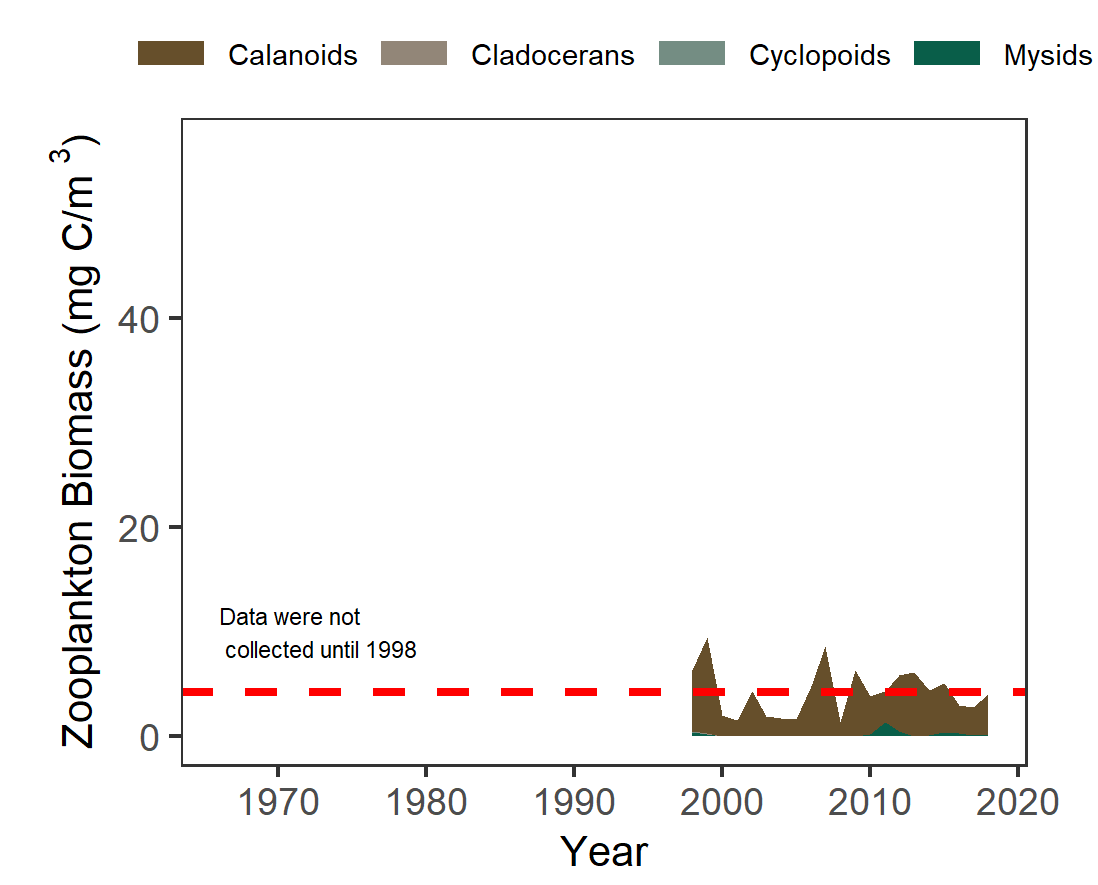 Calanoids Cladocerans Cyclopoids Mysids
Zooplankton Biomass (mg C/m ³)
40
20
0
Data were not
collected until 1998
1970 1980 1990 2000 2010 2020
Year